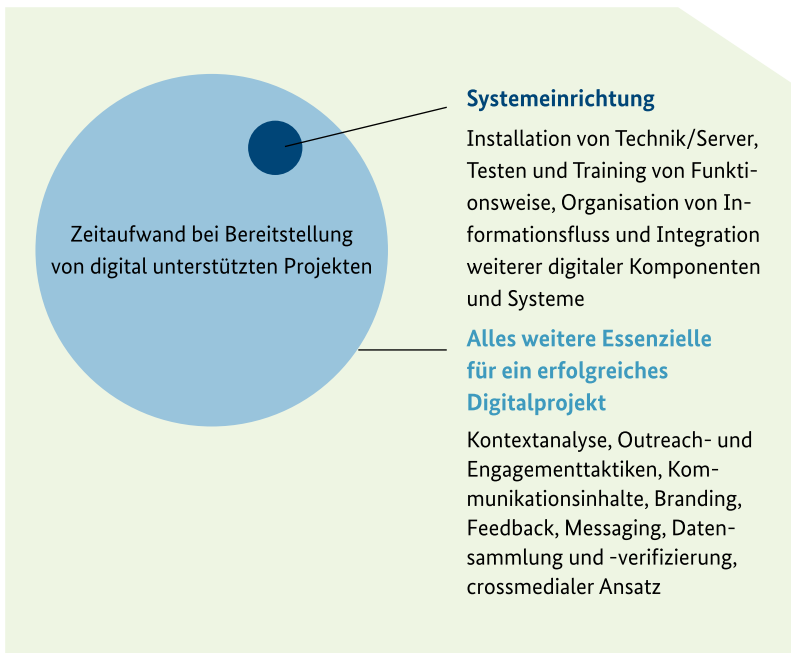 Zeitaufwand bei Bereitstellung
von digital unterstützten Projekten
Systemeinrichtung
Installation von Technik/Server,
Testen und Training von Funkti-
onsweise, Organisation von In-
formationsfluss und Integration
weiterer digitaler Komponenten
und Systeme
Alles weitere Essenzielle
für ein erfolgreiches
Digitalprojekt
Kontextanalyse, Outreach- und
Engagementtaktiken, Kom-
munikationsinhalte, Branding,
Feedback, Messaging, Daten-
sammlung und -verifizierung,
crossmedialer Ansatz